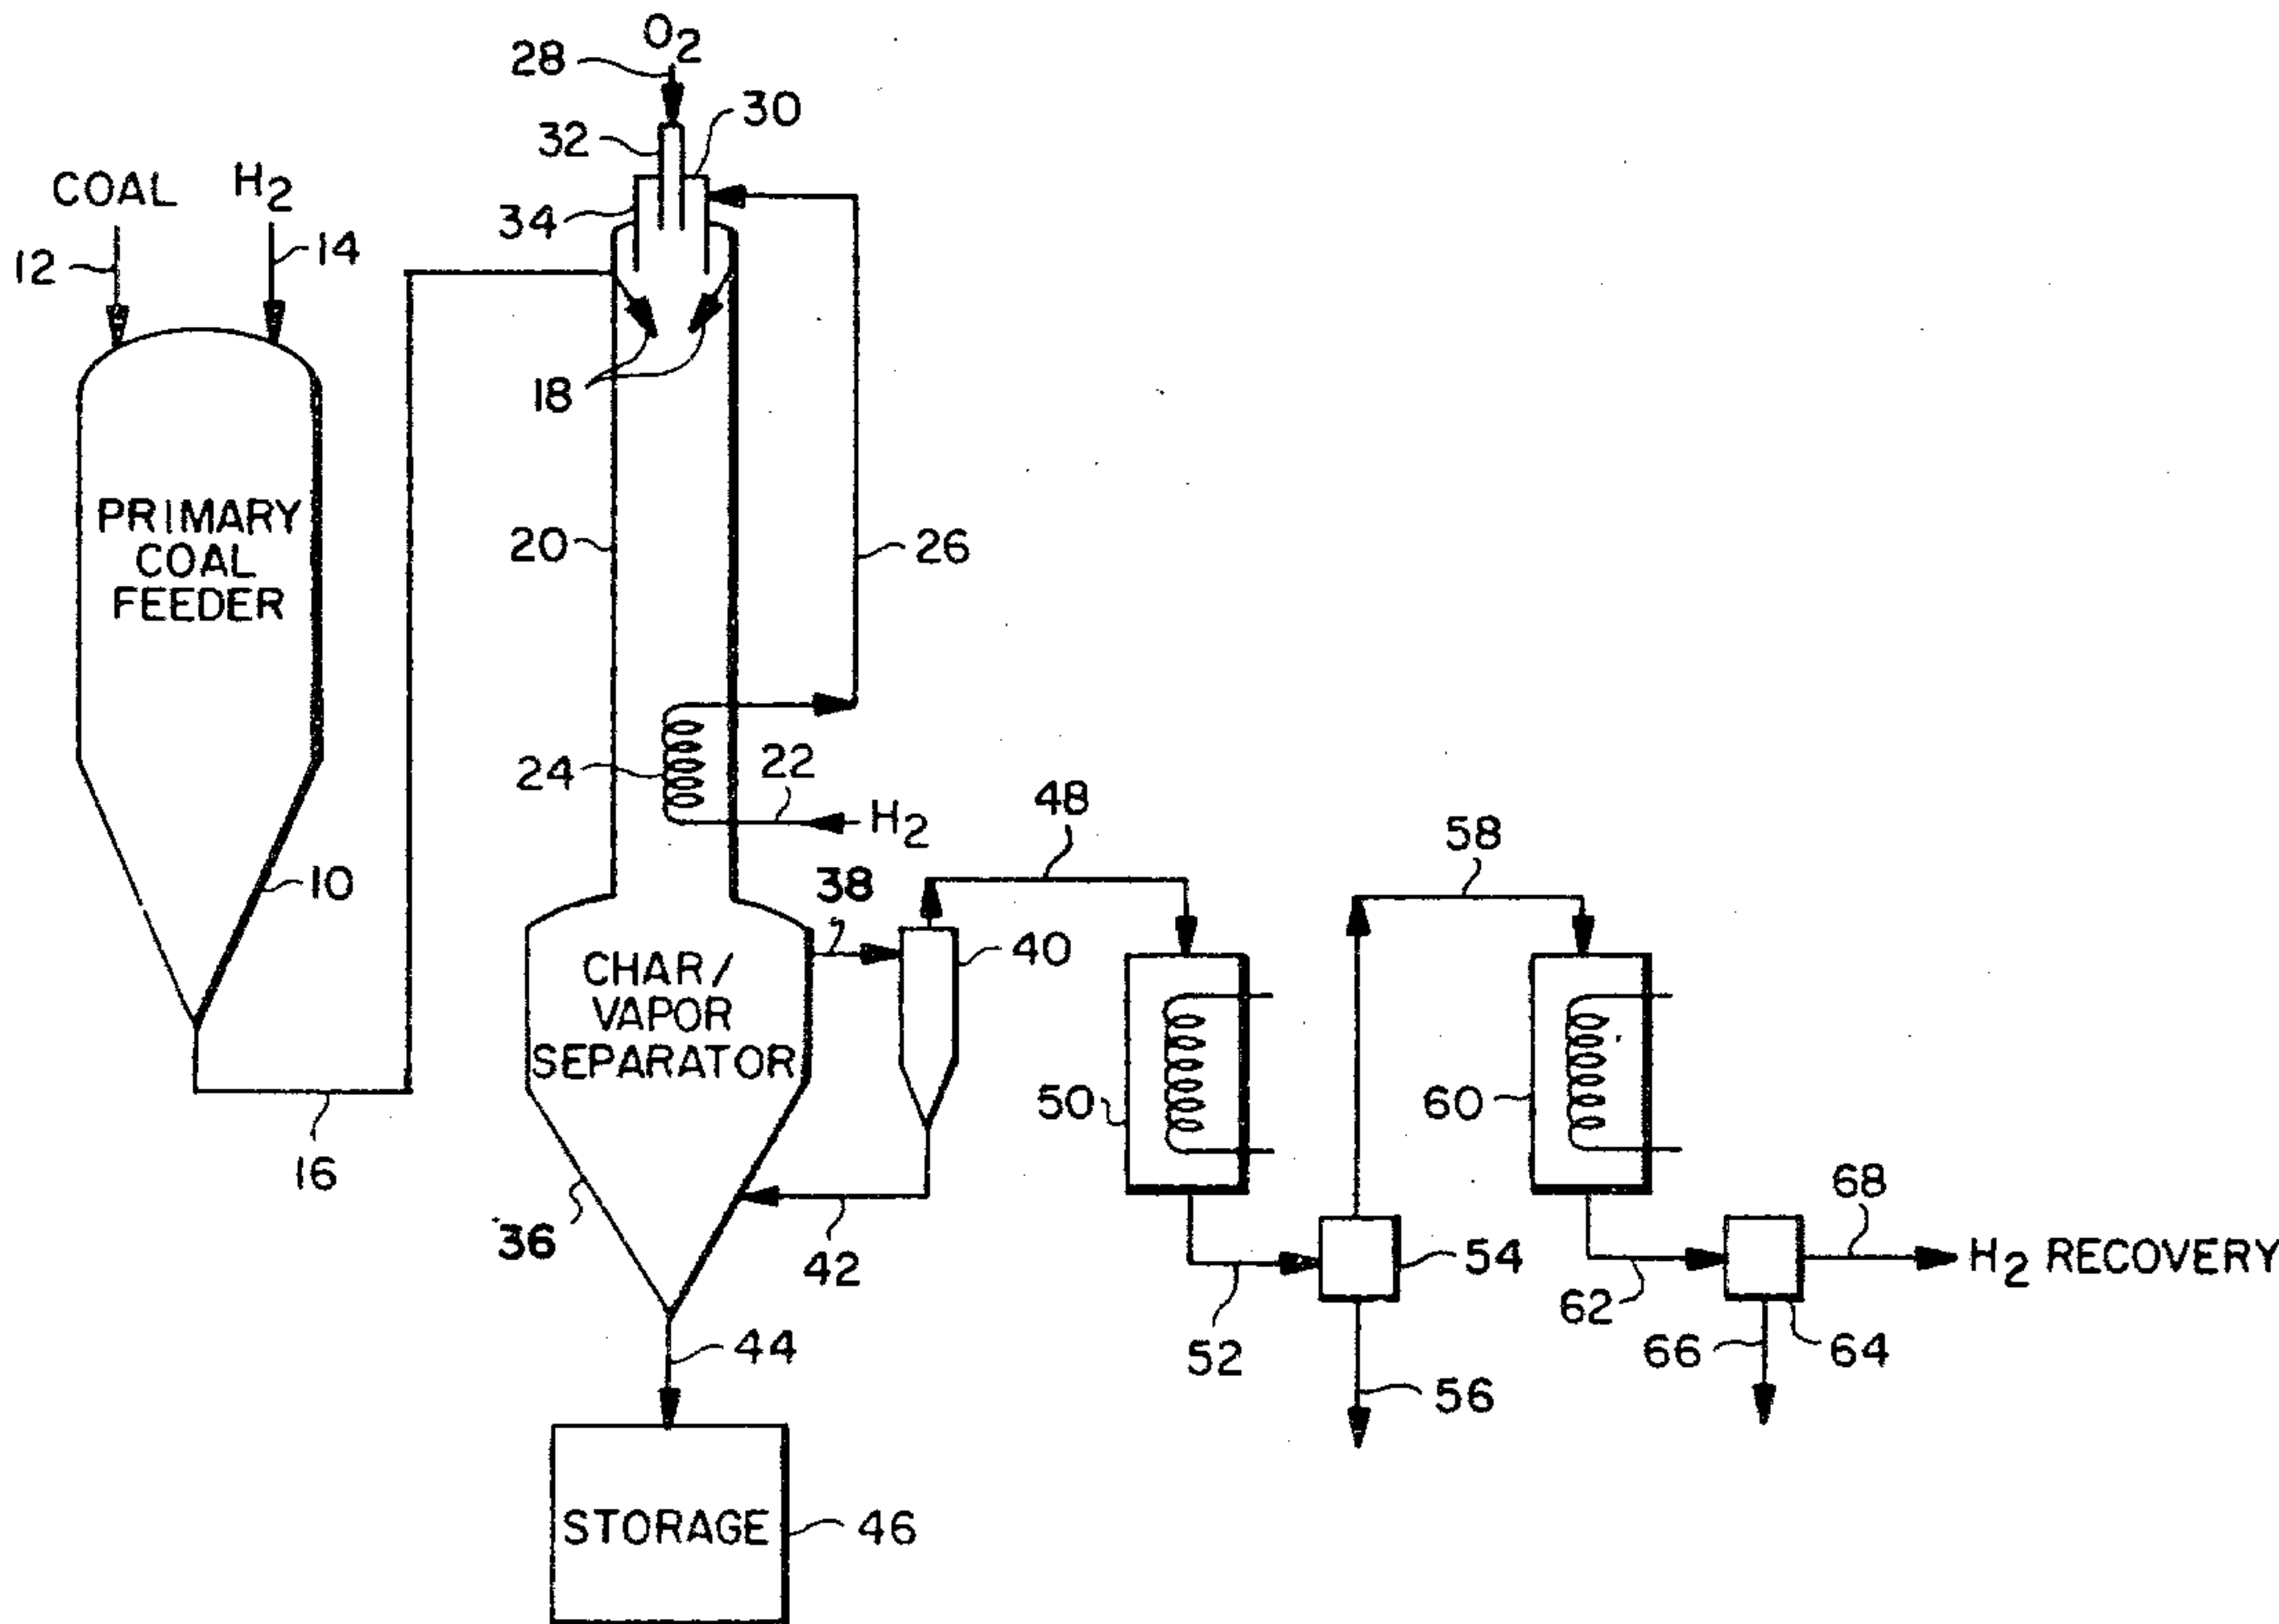 O2
28
30
32
COAL
H2
34
12
14
18
PRIMARY
COAL
FEEDER
20
26
24
22
H2
48
58
10
38
40
CHAR/
VAPOR
SEPARATOR
50
60
16
36
42
54
68
H2 RECOVERY
52
62
44
56
66
64
STORAGE
46